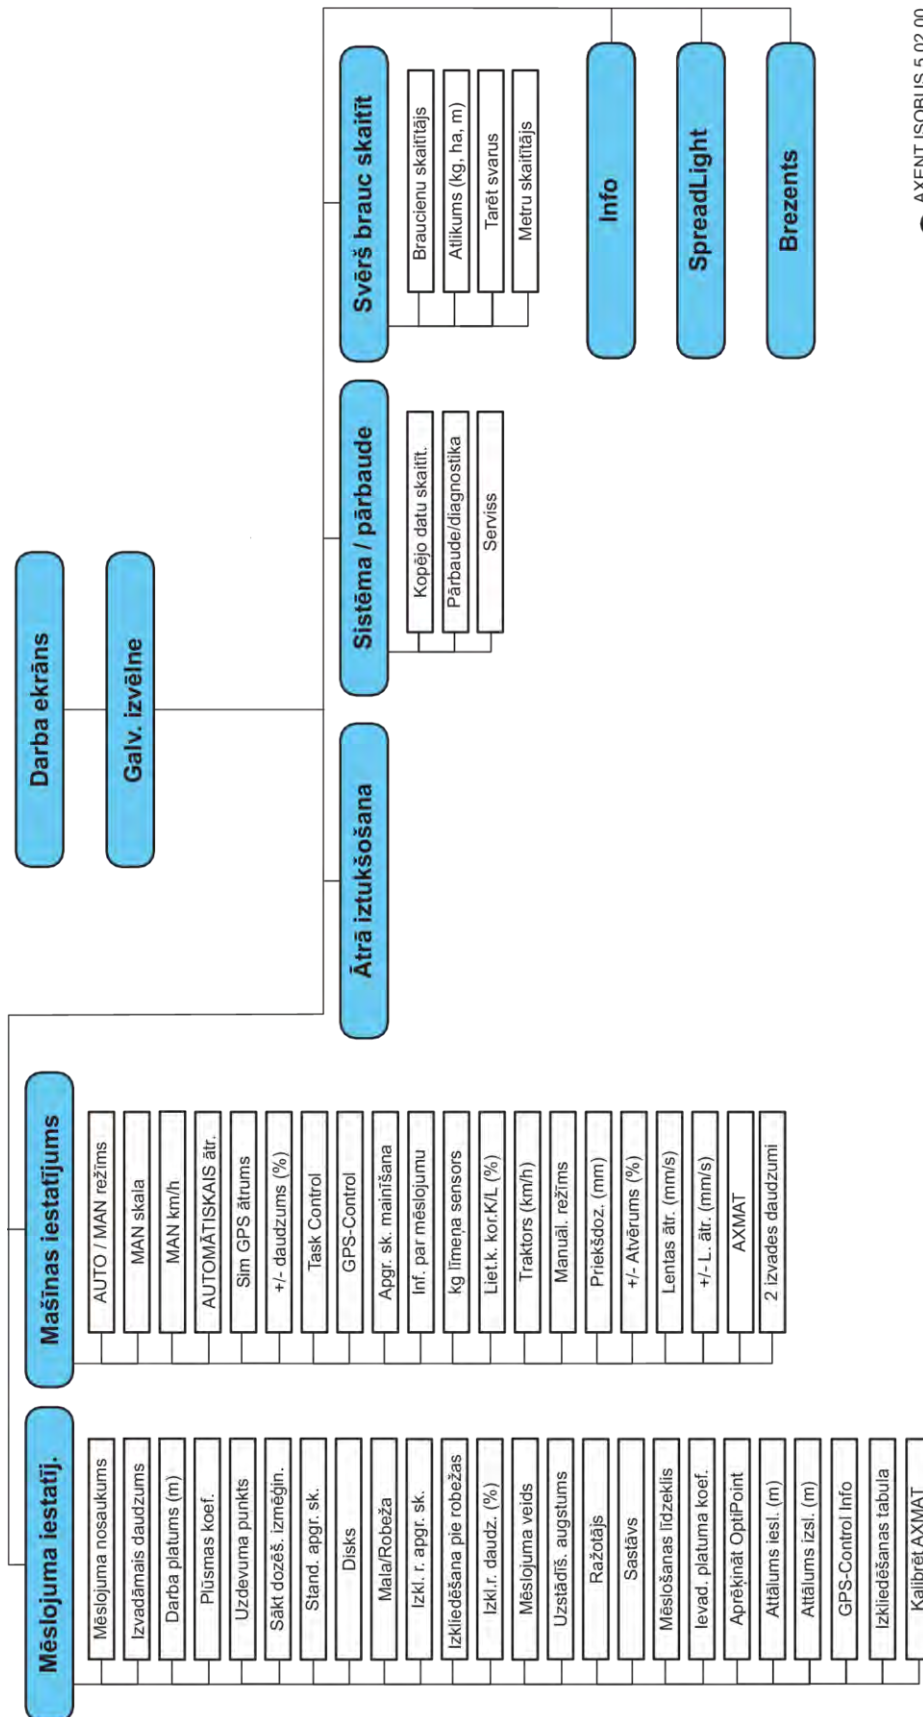 Darba ekrāns
Galv. izvēlne
Mēslojuma iestatīj.
Mēslojuma nosaukums
Izvadāmais daudzums
Darba platums (m)
Plūsmas koef.
Uzdevuma punkts
Sākt dozēš. izmēģin.
Stand. apgr. sk.
Disks
Mala/Robeža
Izkl. r. apgr. sk.
Izkliedēšana pie robežas
Izkl.r. daudz. (%)
Mēslojuma veids
Uzstādīš. augstums
Ražotājs
Sastāvs
Mēslošanas līdzeklis
Ievad. platuma koef.
Aprēķināt OptiPoint
Attālums iesl. (m)
Attālums izsl. (m)
GPS-Control Info
Izkliedēšanas tabula
Kalibrēt AXMAT
Mašīnas iestatījums
AUTO / MAN režīms
MAN skala
MAN km/h
AUTOMĀTISKAIS ātr.
Sim GPS ātrums
+/- daudzums (%)
Task Control
GPS-Control
Apgr. sk. mainīšana
Inf. par mēslojumu
kg līmeņa sensors
Liet.k. kor.K/L (%)
Traktors (km/h)
Manuāl. režīms
Priekšdoz. (mm)
+/- Atvērums (%)
Lentas ātr. (mm/s)
+/- L. ātr. (mm/s)
AXMAT
2 izvades daudzumi
Ātrā iztukšošana
Sistēma / pārbaude
Kopējo datu skaitīt.
Pārbaude/diagnostika
Serviss
Svērš brauc skaitīt
Braucienu skaitītājs
Atlikums (kg, ha, m)
Tarēt svarus
Metru skaitītājs
Info
SpreadLight
Brezents
AXENT ISOBUS 5.02.00